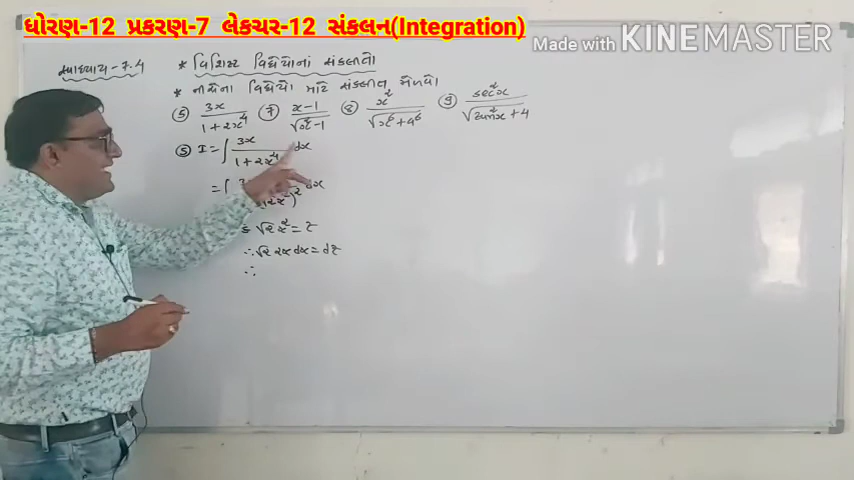 ધોરણ-12 પ્રકરણ-7 લેક્ચર-12 સંકલન(Integration)
Made with KINEMASTER
સ્વાધ્યાય-7.4 * વિશિષ્ટ વિધેયોનાં સંકલનો
* નીચેના વિધેયો માટે સંકલન મેળવો
⑤ 3x / 1+2x⁴ ⑦ x-1 / √x²-1 ⑧ x² / √x⁶+a⁶ ⑨ sec²x / √tan²x+4
⑤ I = ∫ 3x / 1+2x⁴ dx
= ∫ dx
√2x² = t
∴ √2 2x dx = dt
∴